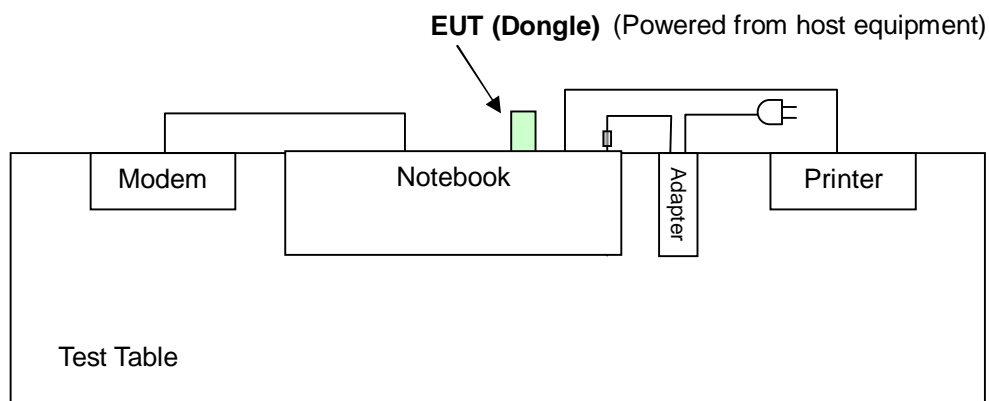 EUT (Dongle) (Powered from host equipment)
Modem
Notebook
Adapter
Printer
Test Table